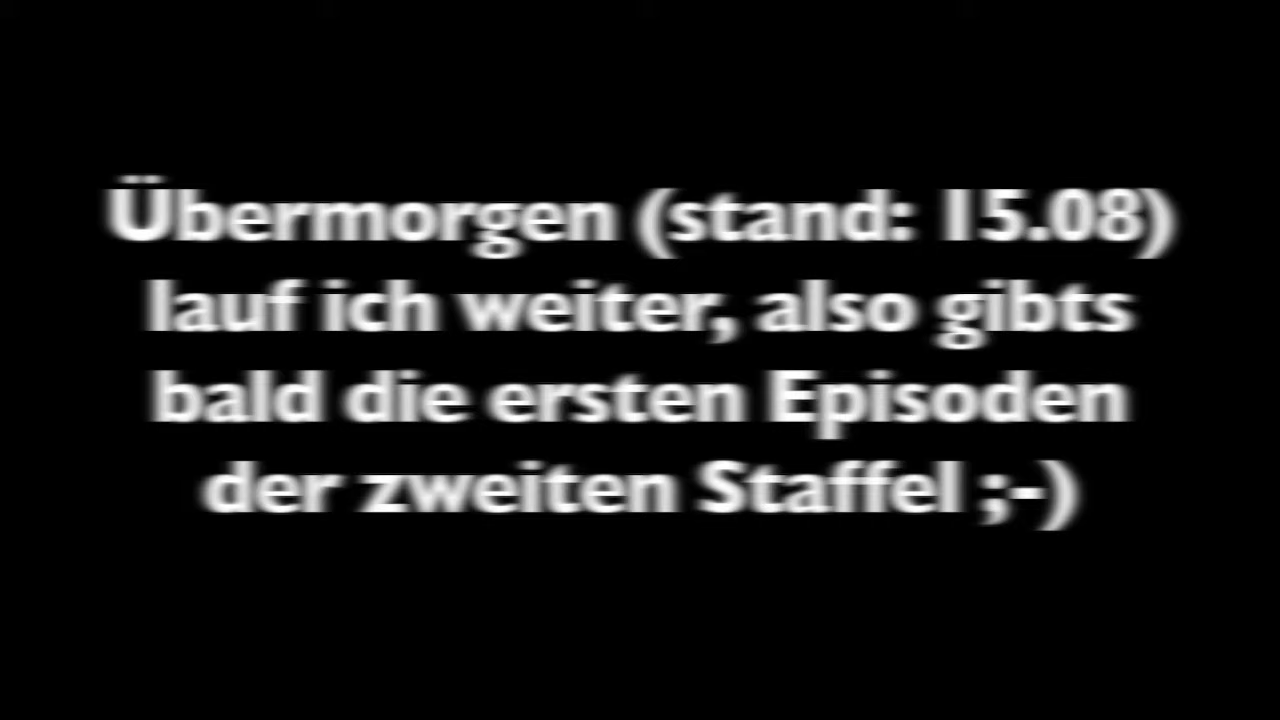 Übermorgen (stand: 15.08)
lauf ich weiter, also gibts
bald die ersten Episoden
der zweiten Staffel ;-)